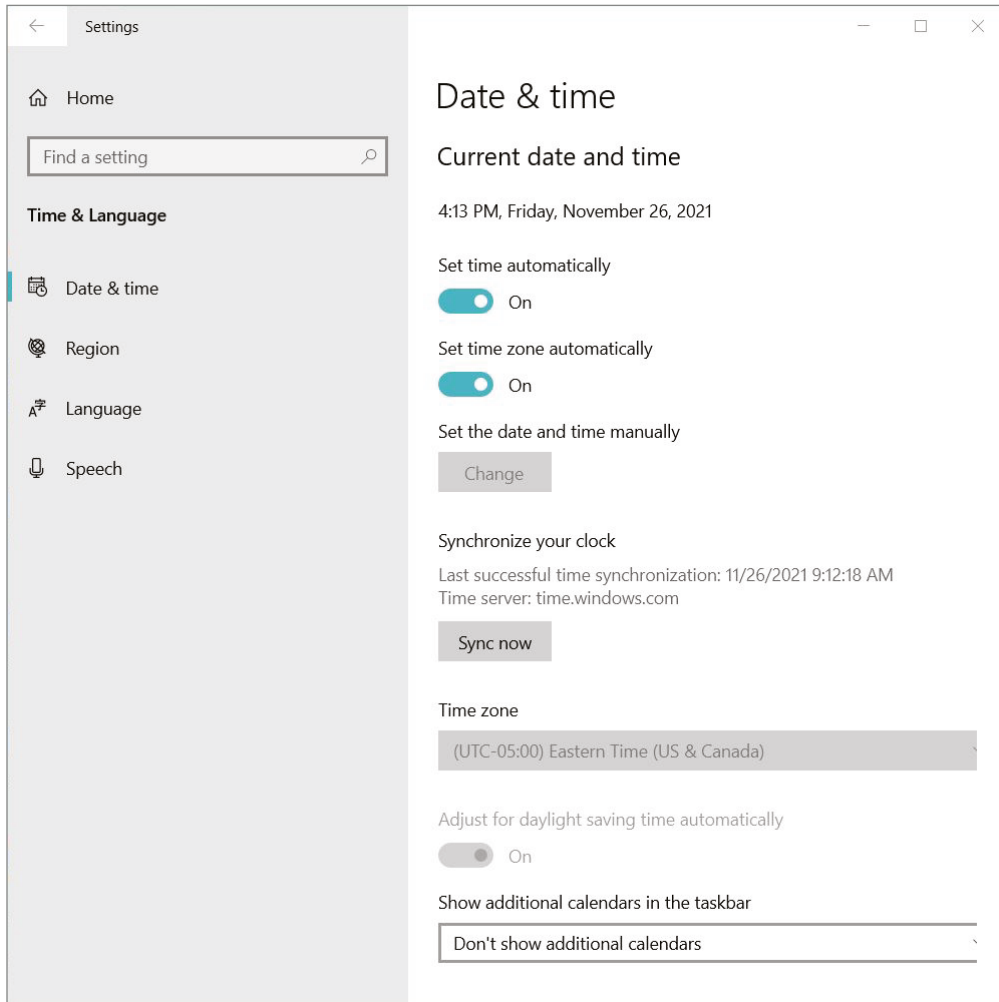 Settings
Home
Find a setting
Time & Language
Date & time
Region
Language
Speech
Date & time
Current date and time
4:13 PM, Friday, November 26, 2021
Set time automatically
On
Set time zone automatically
On
Set the date and time manually
Change
Synchronize your clock
Last successful time synchronization: 11/26/2021 9:12:18 AM
Time server: time.windows.com
Sync now
Time zone
(UTC-05:00) Eastern Time (US & Canada)
Adjust for daylight saving time automatically
On
Show additional calendars in the taskbar
Don't show additional calendars